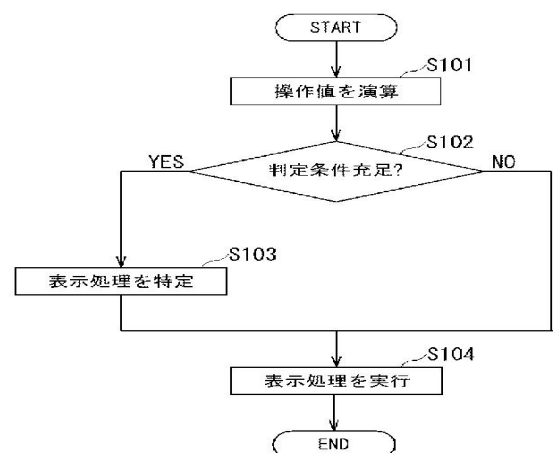 START
S101
操作値を演算
S102
YES
判定条件充足?
NO
S103
表示処理を特定
S104
表示処理を実行
END